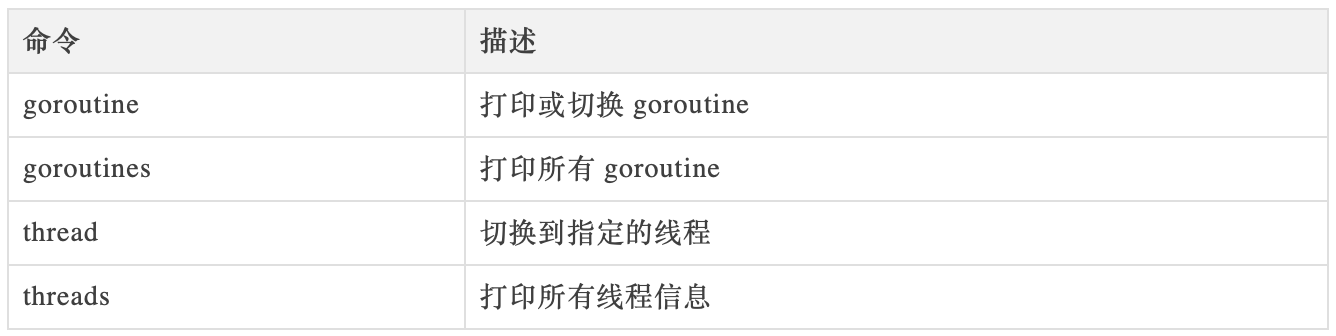 命令 描述
goroutine 打印或切换 goroutine
goroutines 打印所有 goroutine
thread 切换到指定的线程
threads 打印所有线程信息